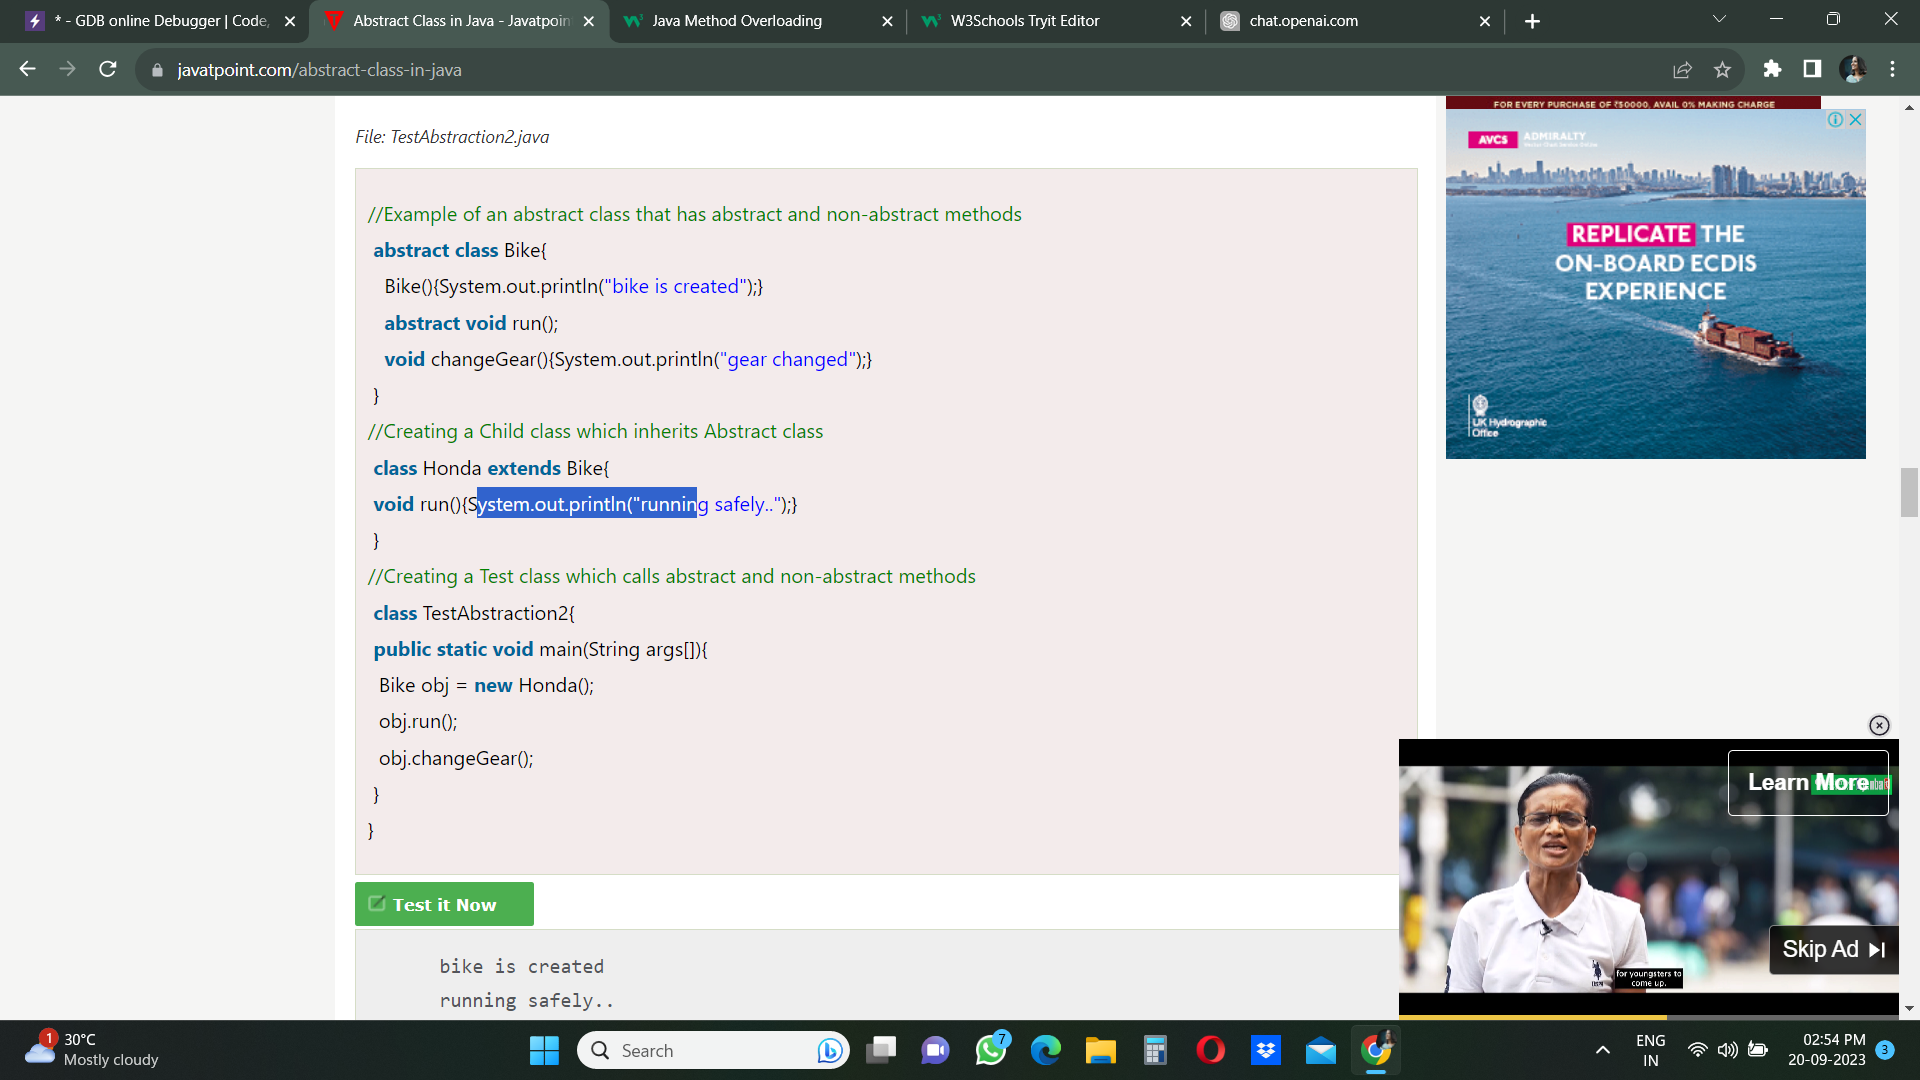 * - GDB online Debugger | Code,
Abstract Class in Java - Javatpoin
Java Method Overloading
W3Schools Tryit Editor
chat.openai.com
javatpoint.com/abstract-class-in-java
File: TestAbstraction2.java
//Example of an abstract class that has abstract and non-abstract methods
abstract class Bike{
Bike(){System.out.println("bike is created");}
abstract void run();
void changeGear(){System.out.println("gear changed");}
}
//Creating a Child class which inherits Abstract class
class Honda extends Bike{
void run(){System.out.println("running safely..");}
}
//Creating a Test class which calls abstract and non-abstract methods
class TestAbstraction2{
public static void main(String args[]){
Bike obj = new Honda();
obj.run();
obj.changeGear();
}
}
Test it Now
bike is created
running safely..
FOR EVERY PURCHASE OF ₹50000, AVAIL 0% MAKING CHARGE
AVCS
ADMIRALTY
REPLICATE THE
ON-BOARD ECDIS
EXPERIENCE
UK Hydrographic
Office
Learn More
Skip Ad
for youngsters to
come up.
1
30°C
Mostly cloudy
Search
7
ENG
IN
02:54 PM
20-09-2023
3